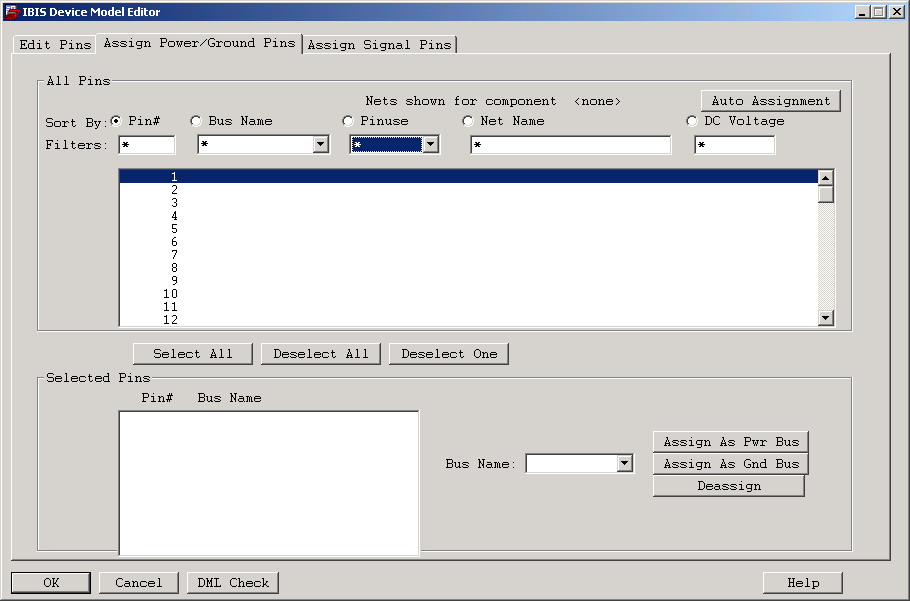 IBIS Device Model Editor
Edit Pins Assign Power/Ground Pins Assign Signal Pins
All Pins
Nets shown for component <none> Auto Assignment
Sort By: Pin# Bus Name Pinuse Net Name DC Voltage
Filters: * * * * *
1
2
3
4
5
6
7
8
9
10
11
12
Select All Deselect All Deselect One
Selected Pins
Pin# Bus Name
Assign As Pwr Bus
Bus Name: Assign As Gnd Bus
Deassign
OK Cancel DML Check Help